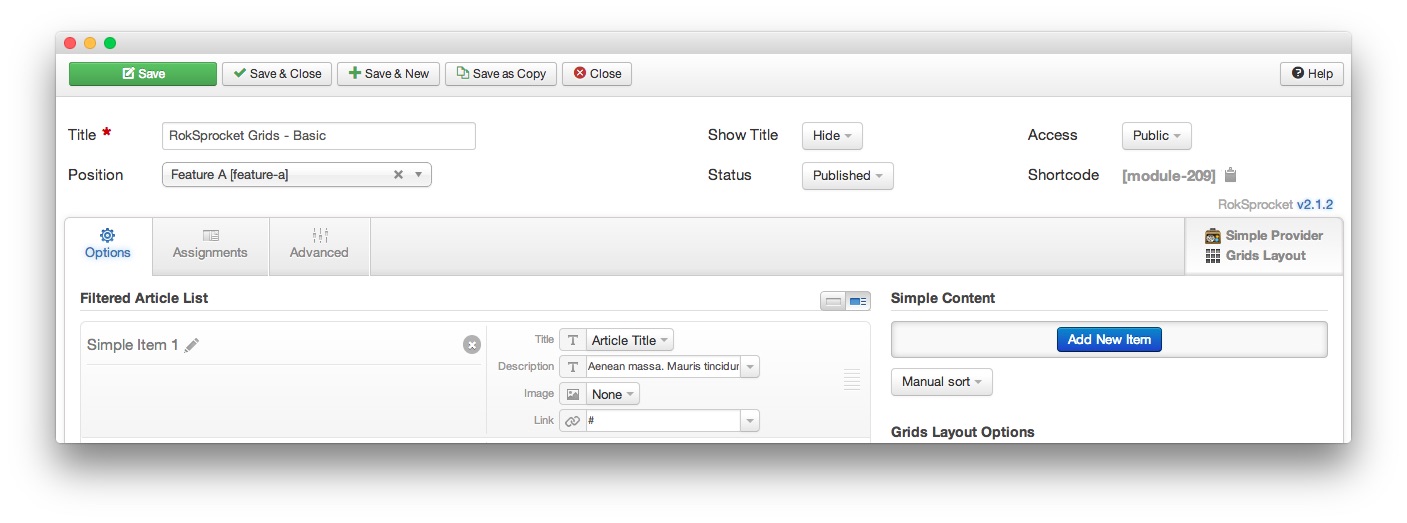 Save
Save & Close
Save & New
Save as Copy
Close
Help
Title *
RokSprocket Grids - Basic
Show Title
Hide
Access
Public
Position
Feature A [feature-a]
Status
Published
Shortcode
[module-209]
RokSprocket v2.1.2
Options
Assignments
Advanced
Simple Provider
Grids Layout
Filtered Article List
Simple Item 1
Title
T
Article Title
Description
T
Aenean massa. Mauris tincidur
Image
None
Link
#
Simple Content
Add New Item
Manual sort
Grids Layout Options